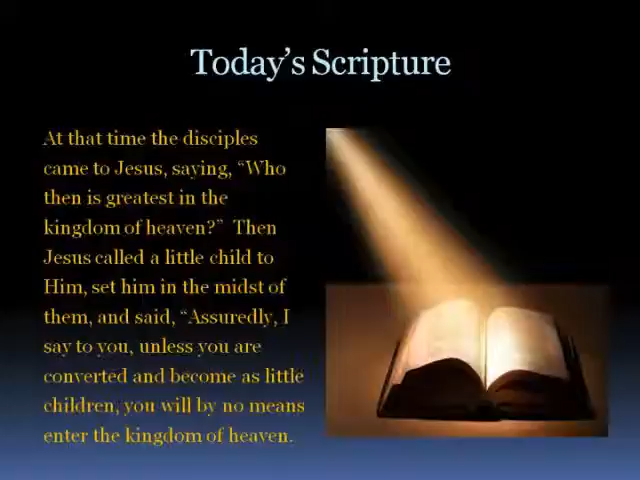 Today’s Scripture
At that time the disciples
came to Jesus, saying, “Who
then is greatest in the
kingdom of heaven?”  Then
Jesus called a little child to
Him, set him in the midst of
them, and said, “Assuredly, I
say to you, unless you are
converted and become as little
children, you will by no means
enter the kingdom of heaven.